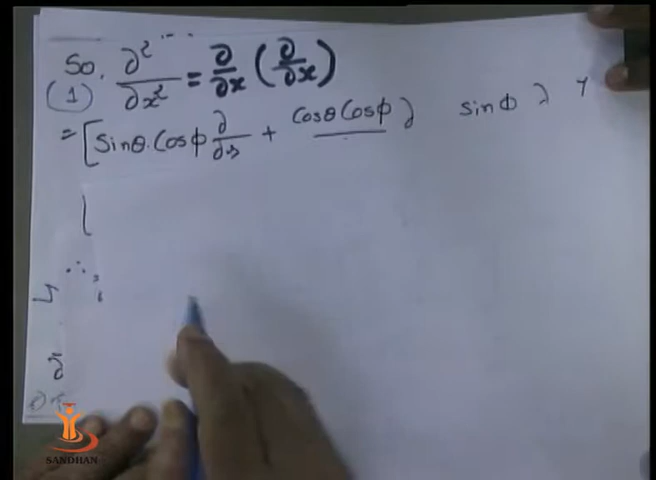 So, ∂²/∂x² = ∂/∂x (∂/∂x)
(1)
= [Sinθ.Cosϕ ∂/∂r + Cosθ Cosϕ ∂ sinϕ ∂
SANDHAN